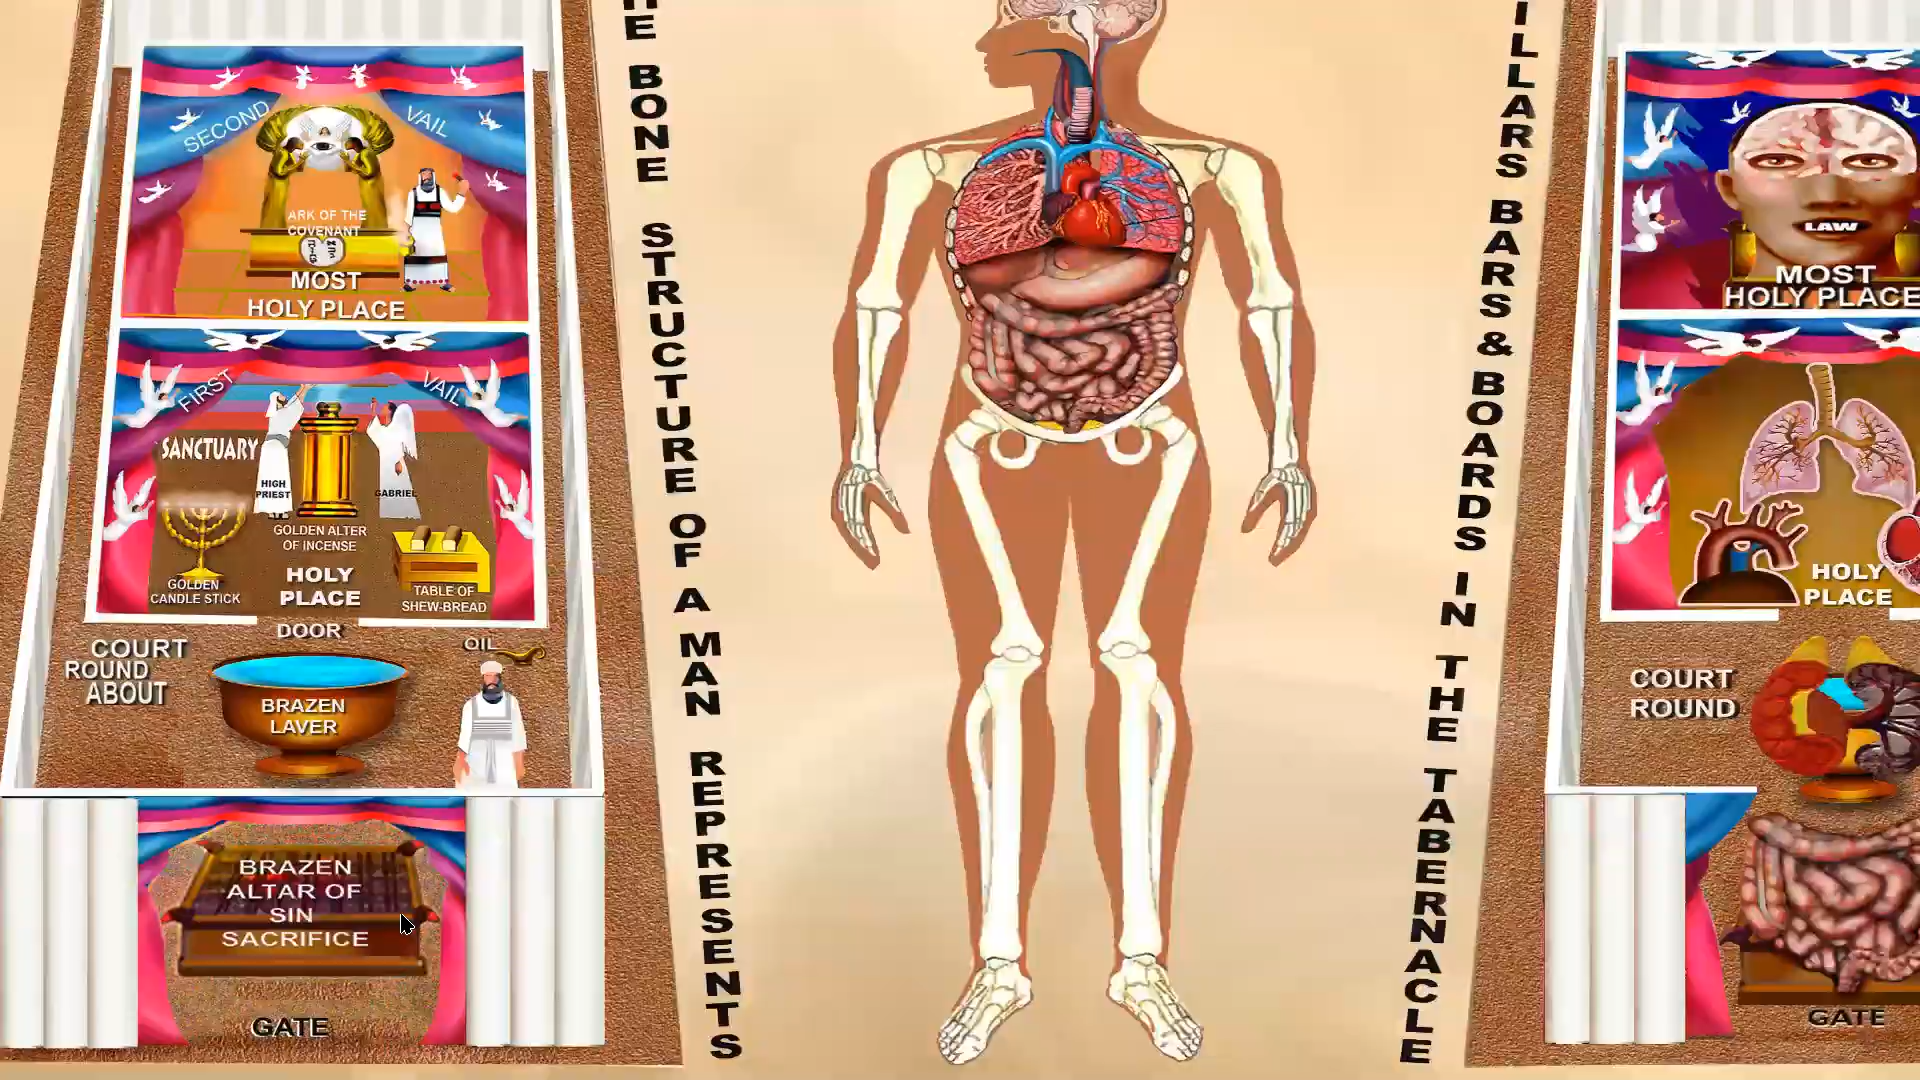 SECOND
VAIL
ARK OF THE
COVENANT
MOST
HOLY PLACE
FIRST
VAIL
SANCTUARY
HIGH
PRIEST
GABRIEL
GOLDEN ALTER
OF INCENSE
GOLDEN
CANDLE STICK
HOLY
PLACE
TABLE OF
SHEW-BREAD
DOOR
COURT
ROUND
ABOUT
OIL
BRAZEN
LAVER
BRAZEN
ALTAR OF
SIN
SACRIFICE
GATE
HE BONE STRUCTURE OF A MAN REPRESENTS
ILLARS BARS & BOARDS IN THE TABERNACLE
LAW
MOST
HOLY PLACE
HOLY
PLACE
COURT
ROUND
GATE